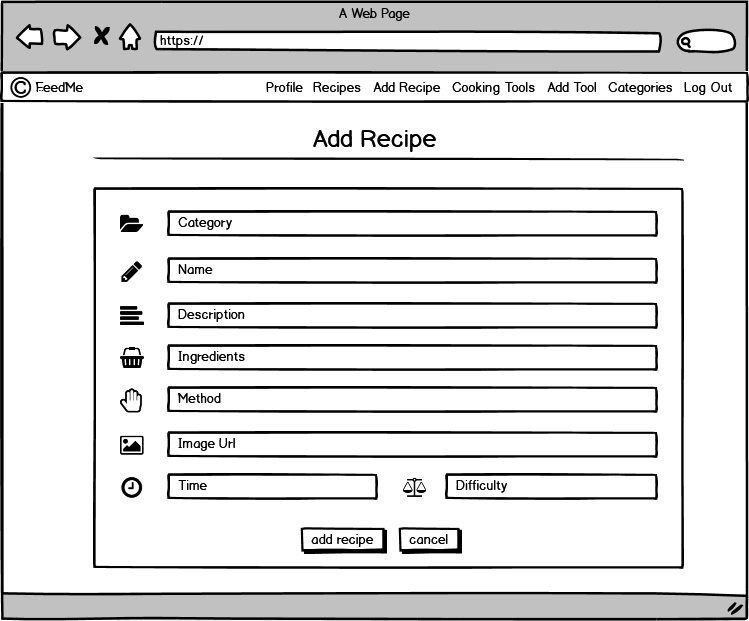 A Web Page
https://
© FeedMe Profile Recipes Add Recipe Cooking Tools Add Tool Categories Log Out
Add Recipe
Category
Name
Description
Ingredients
Method
Image Url
Time Difficulty
add recipe cancel